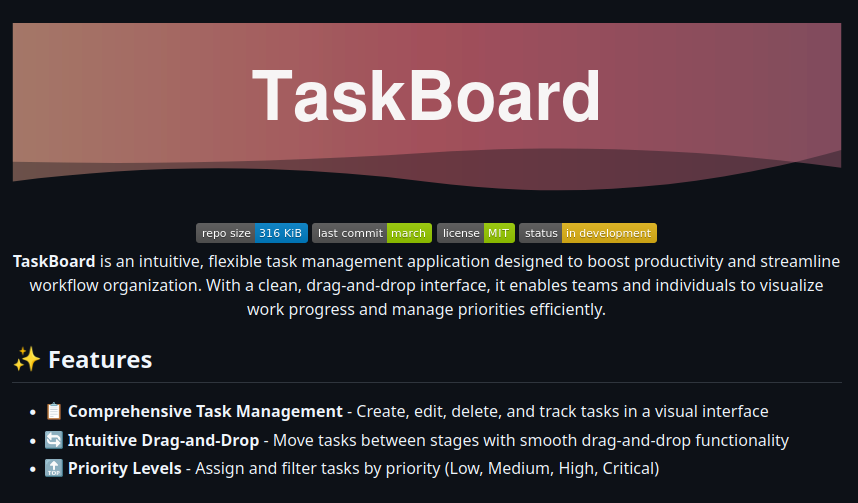 TaskBoard
repo size 316 KiB last commit march license MIT status in development
TaskBoard is an intuitive, flexible task management application designed to boost productivity and streamline
workflow organization. With a clean, drag-and-drop interface, it enables teams and individuals to visualize
work progress and manage priorities efficiently.
✨ Features
• 📋 Comprehensive Task Management - Create, edit, delete, and track tasks in a visual interface
• 🔄 Intuitive Drag-and-Drop - Move tasks between stages with smooth drag-and-drop functionality
• 🔝 Priority Levels - Assign and filter tasks by priority (Low, Medium, High, Critical)